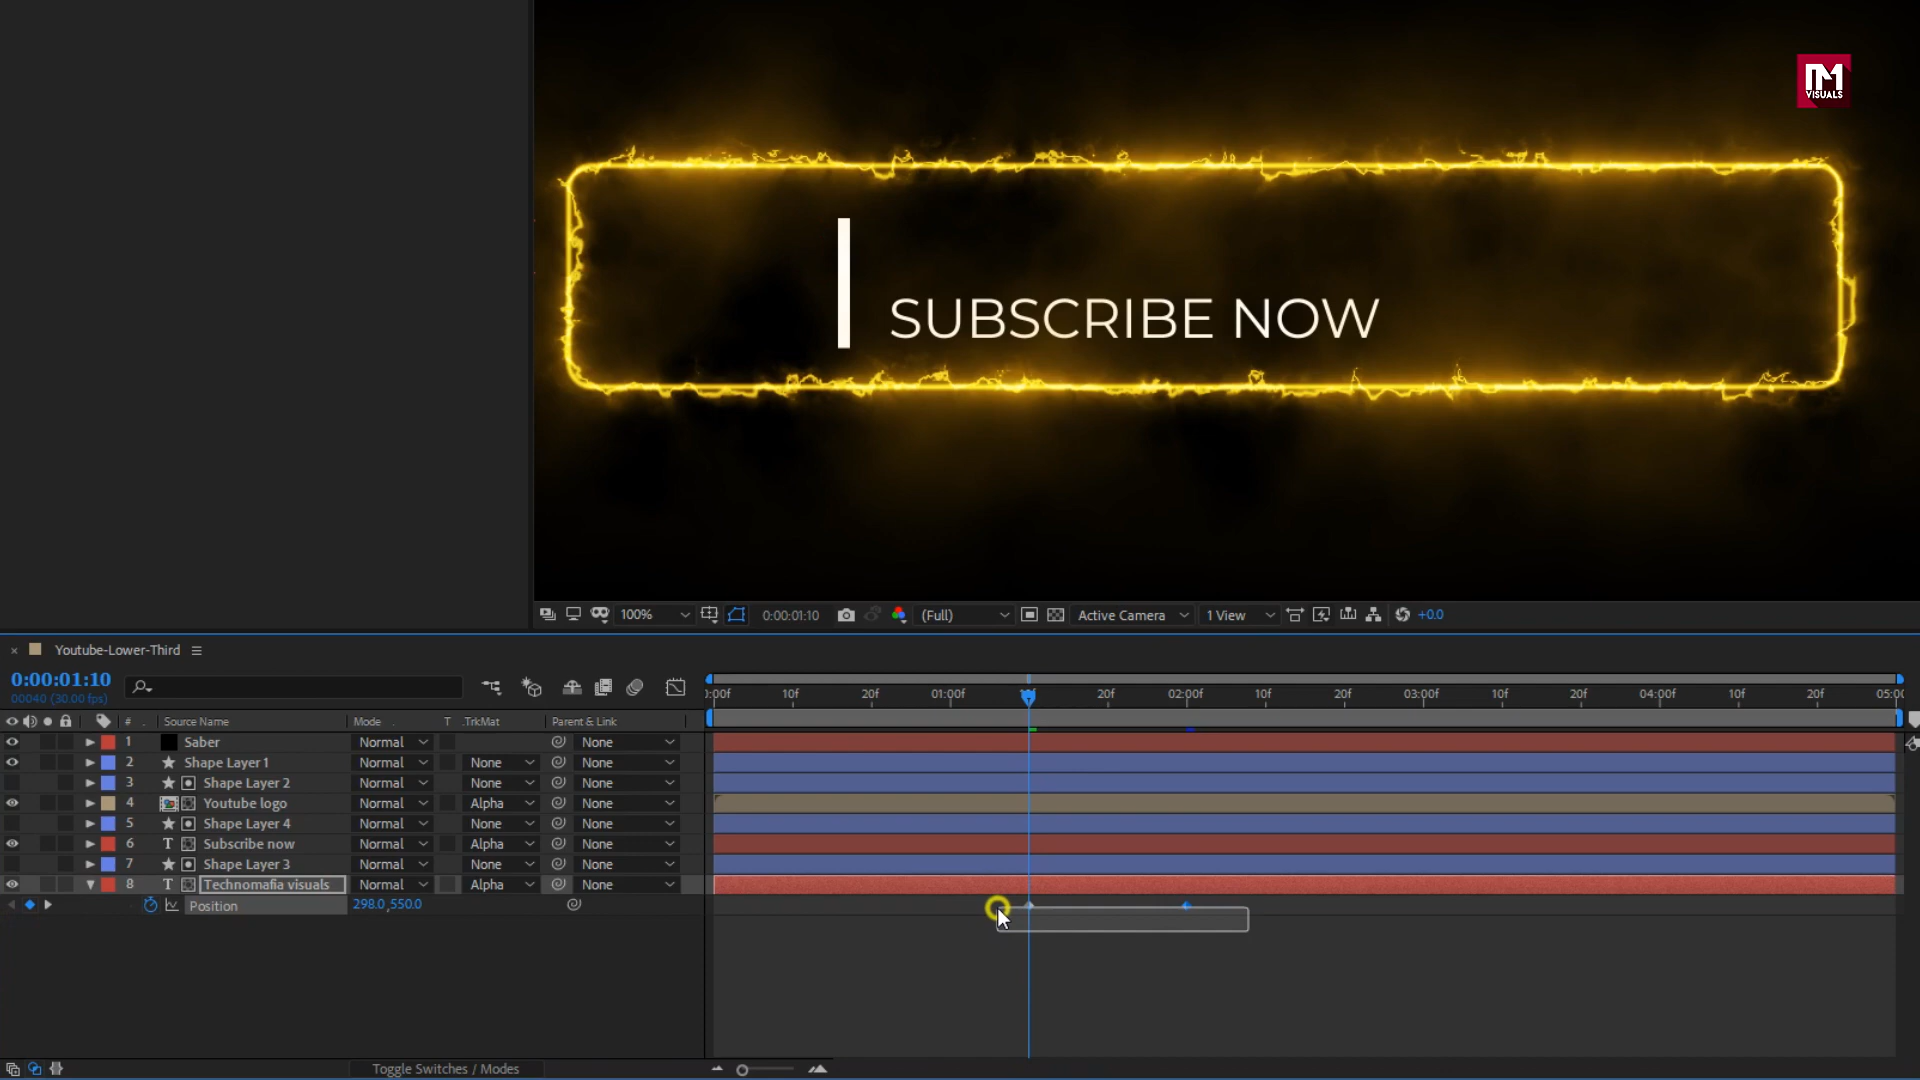 M
VISUALS
SUBSCRIBE NOW
100%
0:00:01:10
(Full)
Active Camera
1 View
+0.0
× Youtube-Lower-Third
0:00:01:10
00040 (30.00 fps)
:00f 10f 20f 01:00f 20f 02:00f 10f 20f 03:00f 10f 20f 04:00f 10f 20f 05:00
# Source Name Mode T .TrkMat Parent & Link
1 Saber Normal None
2 Shape Layer 1 Normal None None
3 Shape Layer 2 Normal None None
4 Youtube logo Normal Alpha None
5 Shape Layer 4 Normal None None
6 T Subscribe now Normal Alpha None
7 Shape Layer 3 Normal None None
8 T Technomafia visuals Normal Alpha None
Position 298.0,550.0
Toggle Switches / Modes